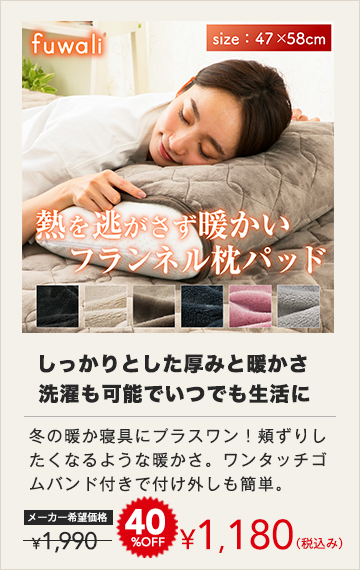 fuwali
size：47×58cm
熱を逃がさず暖かい
フランネル枕パッド
しっかりとした厚みと暖かさ
洗濯も可能でいつでも生活に
冬の暖か寝具にプラスワン！頬ずりし
たくなるような暖かさ。ワンタッチゴ
ムバンド付きで付け外しも簡単。
メーカー希望価格
¥1,990
40
%OFF
¥1,180(税込み)